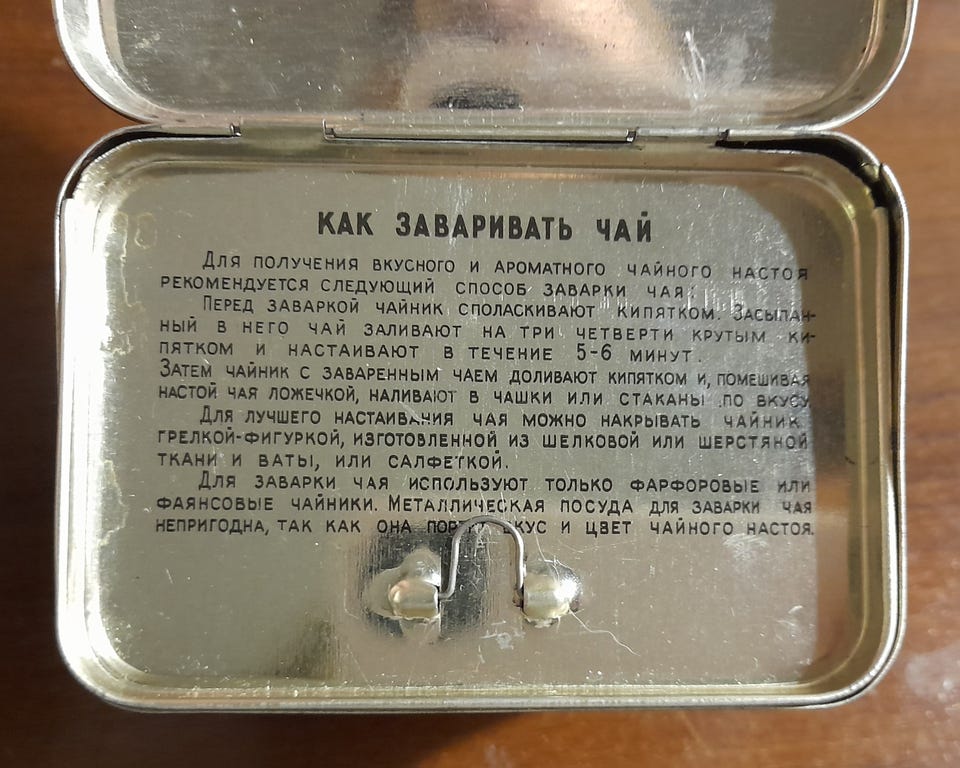 КАК ЗАВАРИВАТЬ ЧАЙ
Для получения вкусного и ароматного чайного настоя
рекомендуется следующий способ заварки чая:
Перед заваркой чайник споласкивают кипятком. Засыпан-
ный в него чай заливают на три четверти крутым ки-
пятком и настаивают в течение 5-6 минут.
Затем чайник с заваренным чаем доливают кипятком и, помешивая
настой чая ложечкой, наливают в чашки или стаканы по вкусу
Для лучшего настаивания чая можно накрывать чайник
грелкой-фигуркой, изготовленной из шелковой или шерстяной
ткани и ваты, или салфеткой.
Для заварки чая используют только фарфоровые или
фаянсовые чайники. Металлическая посуда для заварки чая
непригодна, так как она и цвет чайного настоя.